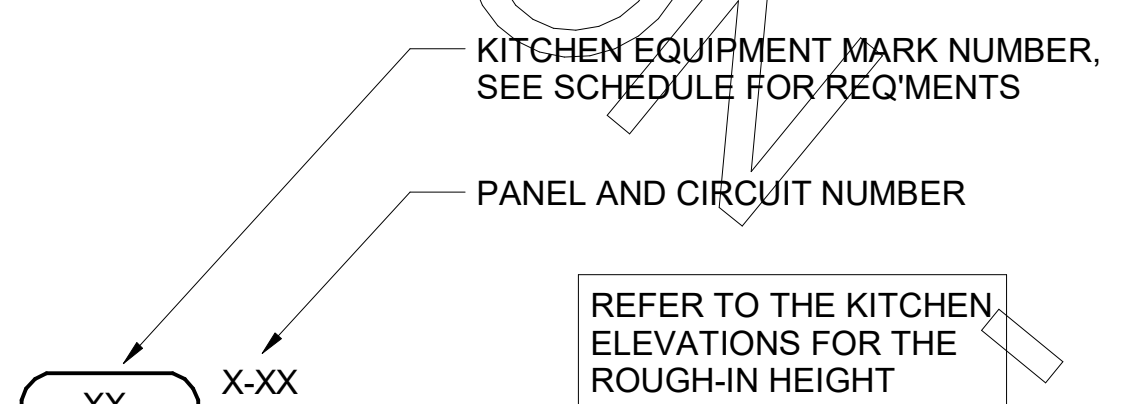 KITCHEN EQUIPMENT MARK NUMBER,
SEE SCHEDULE FOR REQ'MENTS
PANEL AND CIRCUIT NUMBER
REFER TO THE KITCHEN
ELEVATIONS FOR THE
ROUGH-IN HEIGHT
X-XX
XX